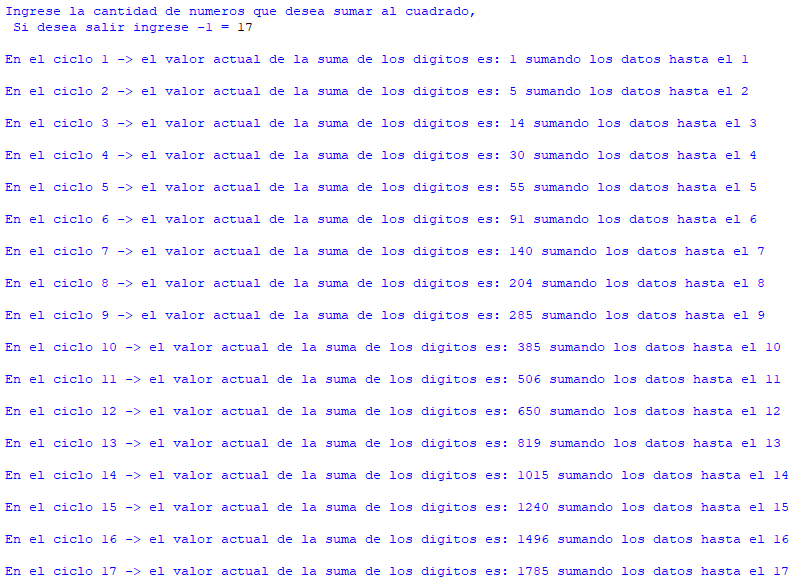 Ingrese la cantidad de numeros que desea sumar al cuadrado,
Si desea salir ingrese -1 = 17
En el ciclo 1 -> el valor actual de la suma de los digitos es: 1 sumando los datos hasta el 1
En el ciclo 2 -> el valor actual de la suma de los digitos es: 5 sumando los datos hasta el 2
En el ciclo 3 -> el valor actual de la suma de los digitos es: 14 sumando los datos hasta el 3
En el ciclo 4 -> el valor actual de la suma de los digitos es: 30 sumando los datos hasta el 4
En el ciclo 5 -> el valor actual de la suma de los digitos es: 55 sumando los datos hasta el 5
En el ciclo 6 -> el valor actual de la suma de los digitos es: 91 sumando los datos hasta el 6
En el ciclo 7 -> el valor actual de la suma de los digitos es: 140 sumando los datos hasta el 7
En el ciclo 8 -> el valor actual de la suma de los digitos es: 204 sumando los datos hasta el 8
En el ciclo 9 -> el valor actual de la suma de los digitos es: 285 sumando los datos hasta el 9
En el ciclo 10 -> el valor actual de la suma de los digitos es: 385 sumando los datos hasta el 10
En el ciclo 11 -> el valor actual de la suma de los digitos es: 506 sumando los datos hasta el 11
En el ciclo 12 -> el valor actual de la suma de los digitos es: 650 sumando los datos hasta el 12
En el ciclo 13 -> el valor actual de la suma de los digitos es: 819 sumando los datos hasta el 13
En el ciclo 14 -> el valor actual de la suma de los digitos es: 1015 sumando los datos hasta el 14
En el ciclo 15 -> el valor actual de la suma de los digitos es: 1240 sumando los datos hasta el 15
En el ciclo 16 -> el valor actual de la suma de los digitos es: 1496 sumando los datos hasta el 16
En el ciclo 17 -> el valor actual de la suma de los digitos es: 1785 sumando los datos hasta el 17